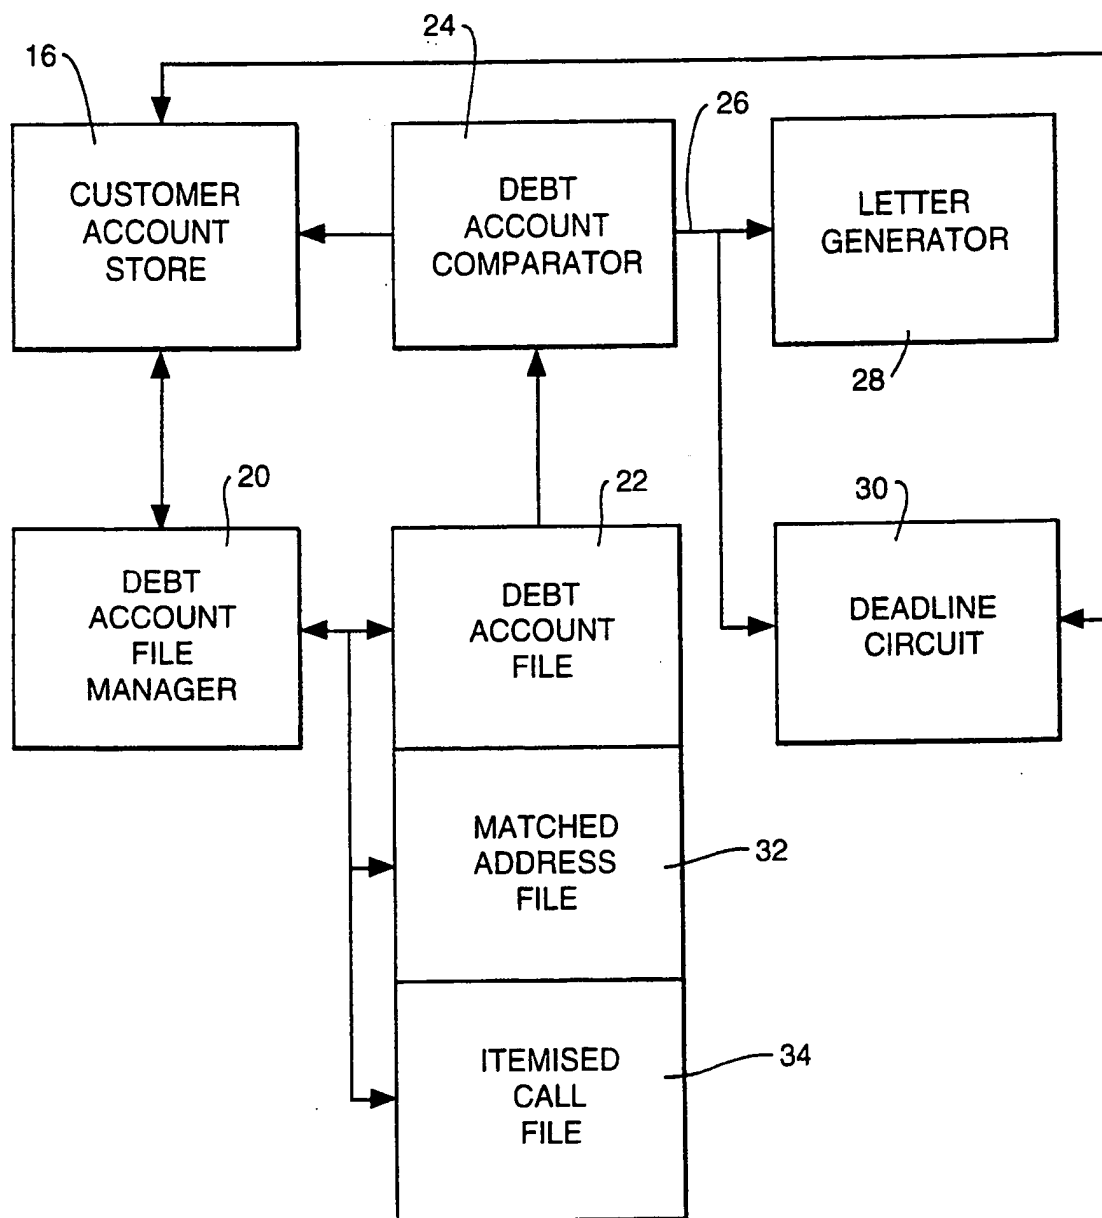 16
24
26
CUSTOMER
ACCOUNT
STORE
DEBT
ACCOUNT
COMPARATOR
LETTER
GENERATOR
28
20
22
30
DEBT
ACCOUNT
FILE
MANAGER
DEBT
ACCOUNT
FILE
DEADLINE
CIRCUIT
MATCHED
ADDRESS
FILE
32
ITEMISED
CALL
FILE
34